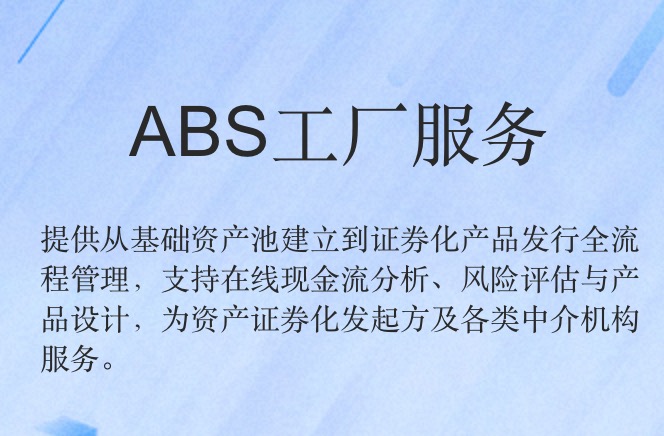 ABS工厂服务
提供从基础资产池建立到证券化产品发行全流
程管理，支持在线现金流分析、风险评估与产
品设计，为资产证券化发起方及各类中介机构
服务。